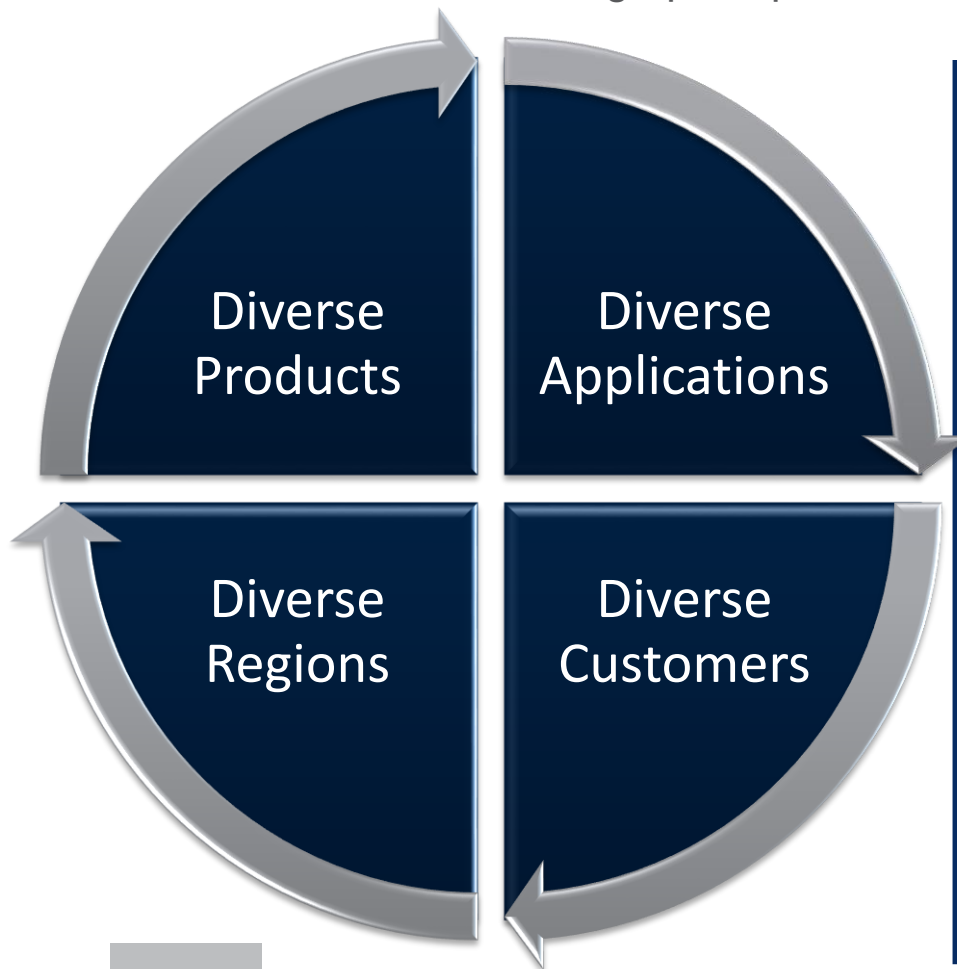 Diverse
Products
Diverse
Applications
Diverse
Regions
Diverse
Customers